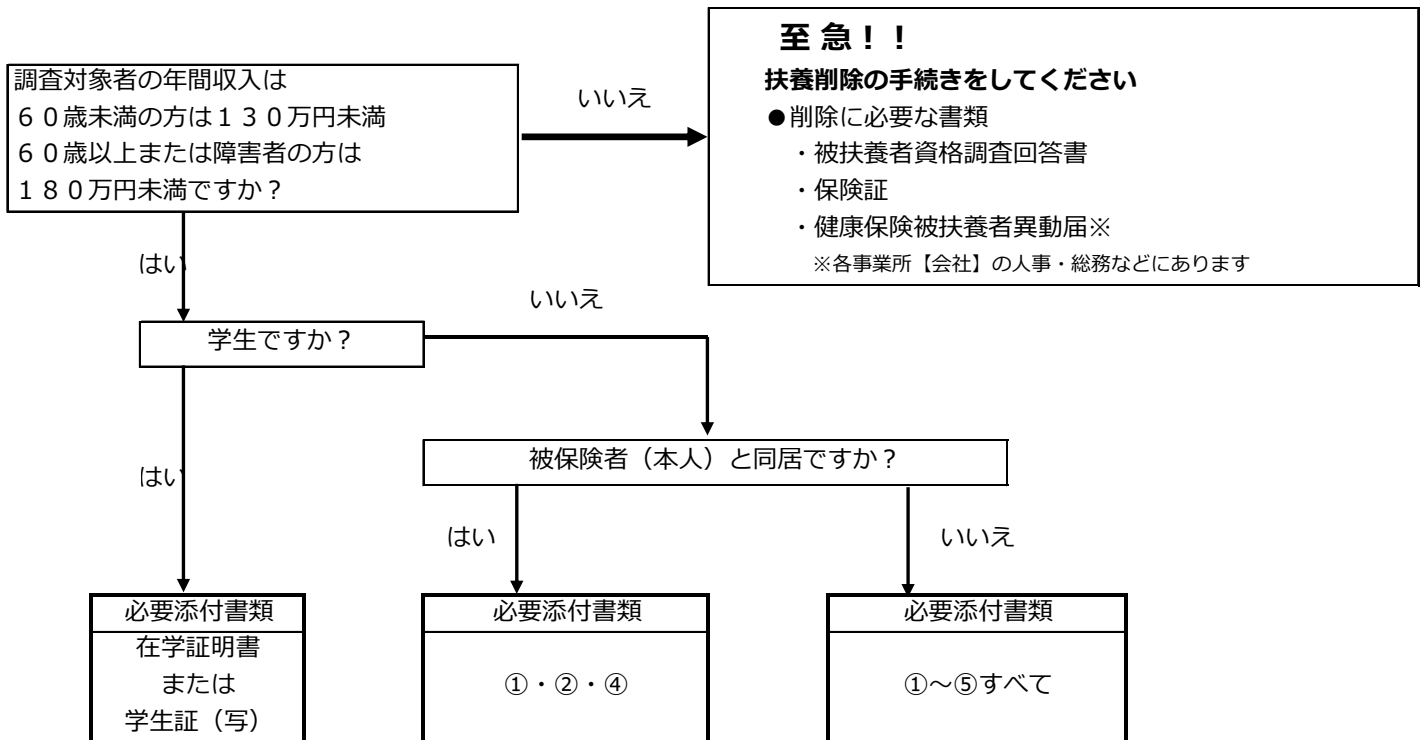 至 急！！
扶養削除の手続きをしてください
●削除に必要な書類
・被扶養者資格調査回答書
・保険証
・健康保険被扶養者異動届※
※各事業所【会社】の人事・総務などにあります
調査対象者の年間収入は
６０歳未満の方は１３０万円未満
６０歳以上または障害者の方は
１８０万円未満ですか？
いいえ
はい
学生ですか？
いいえ
被保険者（本人）と同居ですか？
はい
はい
いいえ
必要添付書類
在学証明書
または
学生証（写）
必要添付書類
①・②・④
必要添付書類
①～⑤すべて